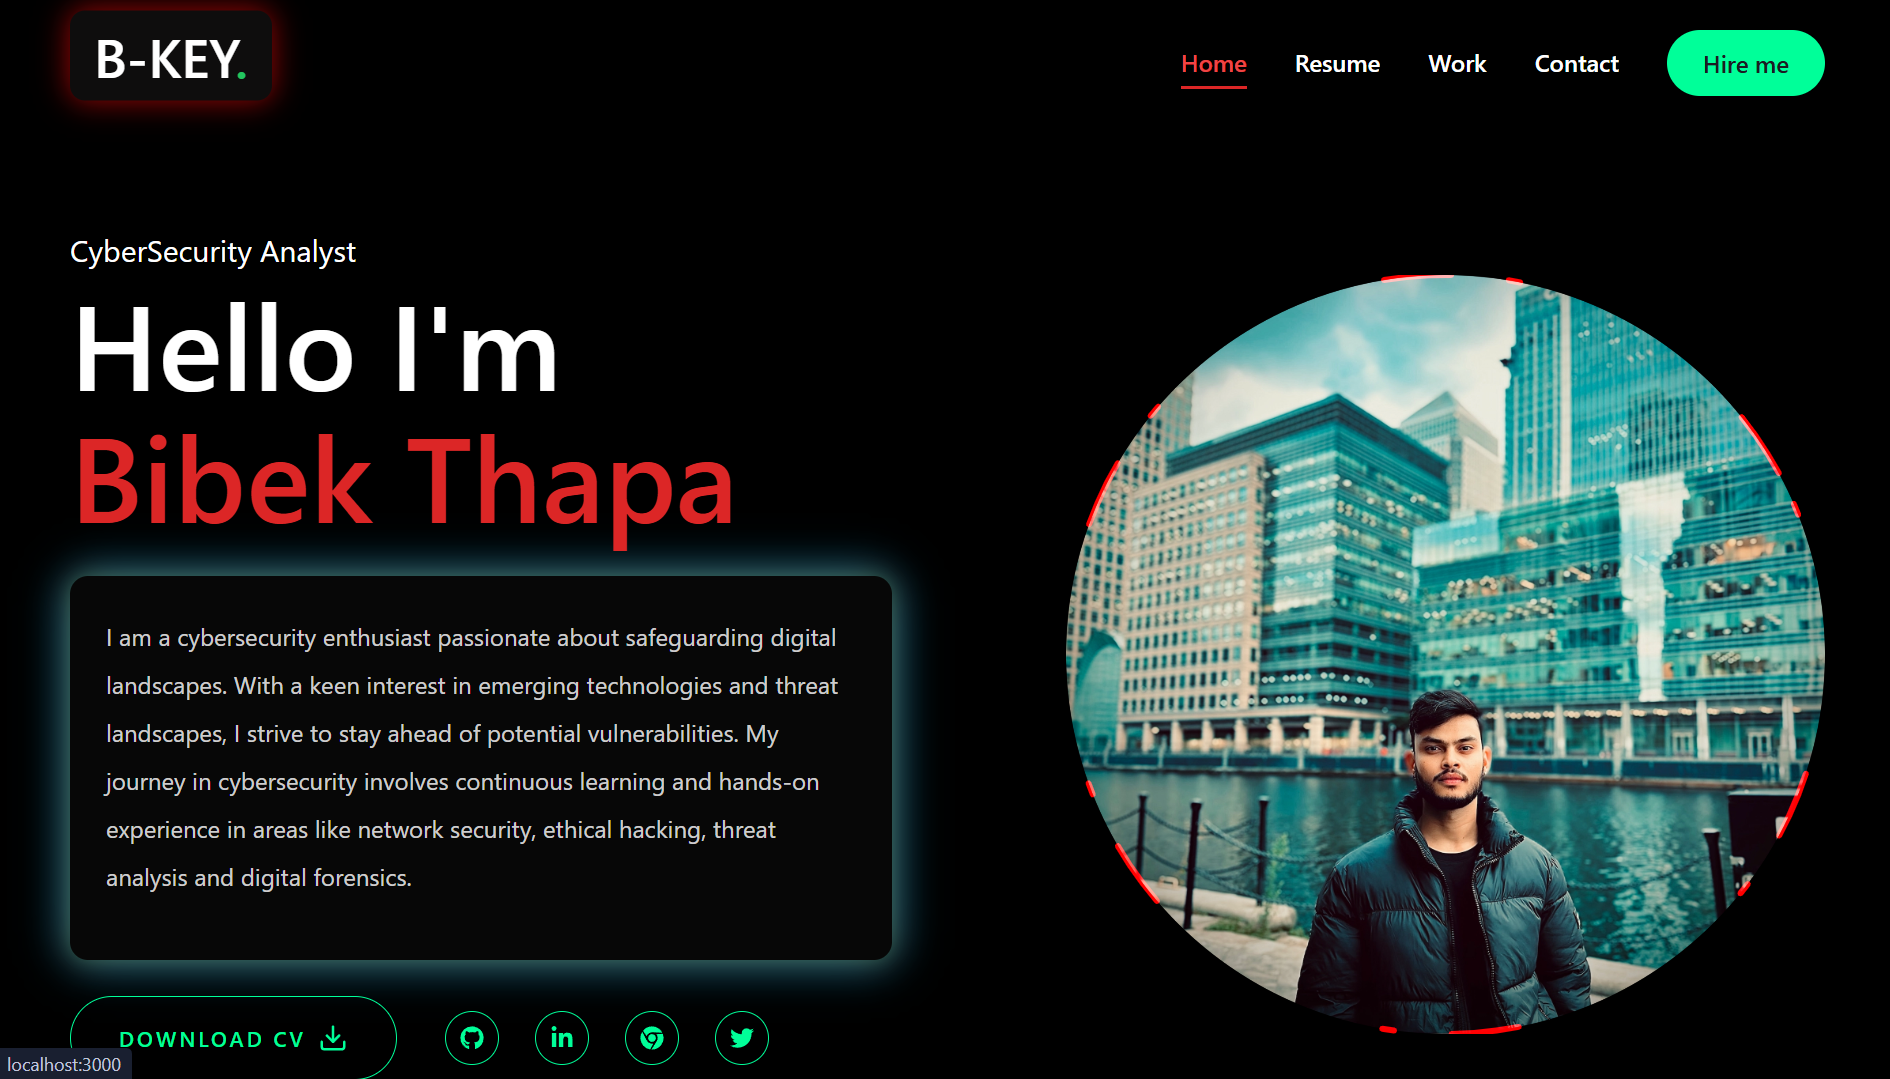 B-KEY.
Home Resume Work Contact Hire me
CyberSecurity Analyst
Hello I'm
Bibek Thapa
I am a cybersecurity enthusiast passionate about safeguarding digital
landscapes. With a keen interest in emerging technologies and threat
landscapes, I strive to stay ahead of potential vulnerabilities. My
journey in cybersecurity involves continuous learning and hands-on
experience in areas like network security, ethical hacking, threat
analysis and digital forensics.
DOWNLOAD CV
in
localhost:3000